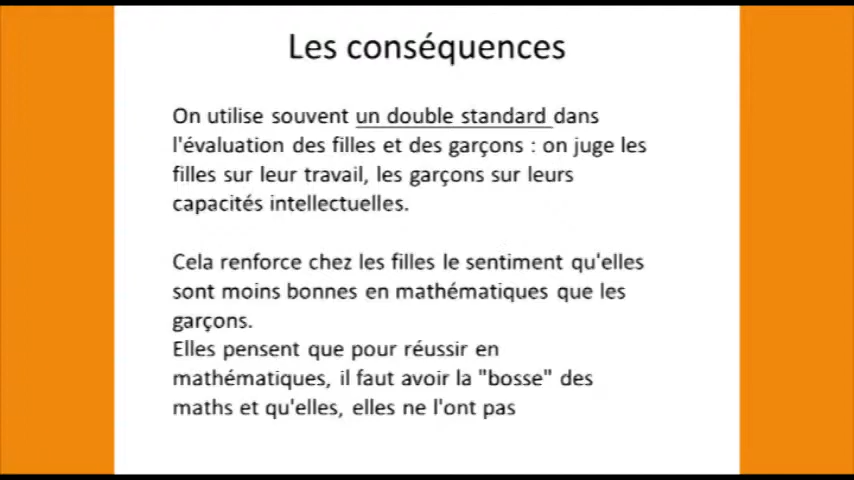 Les conséquences
On utilise souvent un double standard dans
l'évaluation des filles et des garçons : on juge les
filles sur leur travail, les garçons sur leurs
capacités intellectuelles.
Cela renforce chez les filles le sentiment qu'elles
sont moins bonnes en mathématiques que les
garçons.
Elles pensent que pour réussir en
mathématiques, il faut avoir la "bosse" des
maths et qu'elles, elles ne l'ont pas